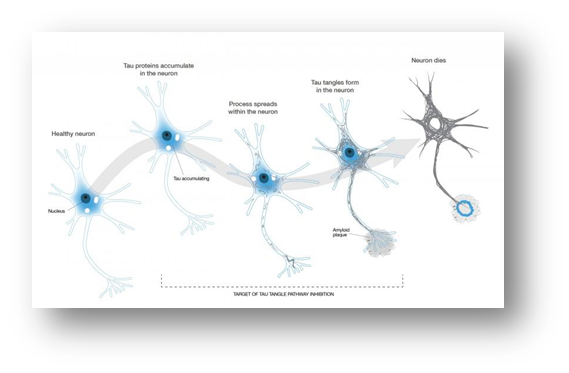 Healthy neuron
Nucleus
Tau proteins accumulate
in the neuron
Tau accumulating
Process spreads
within the neuron
Tau tangles form
in the neuron
Amyloid
plaque
Neuron dies
TARGET OF TAU TANGLE PATHWAY INHIBITION